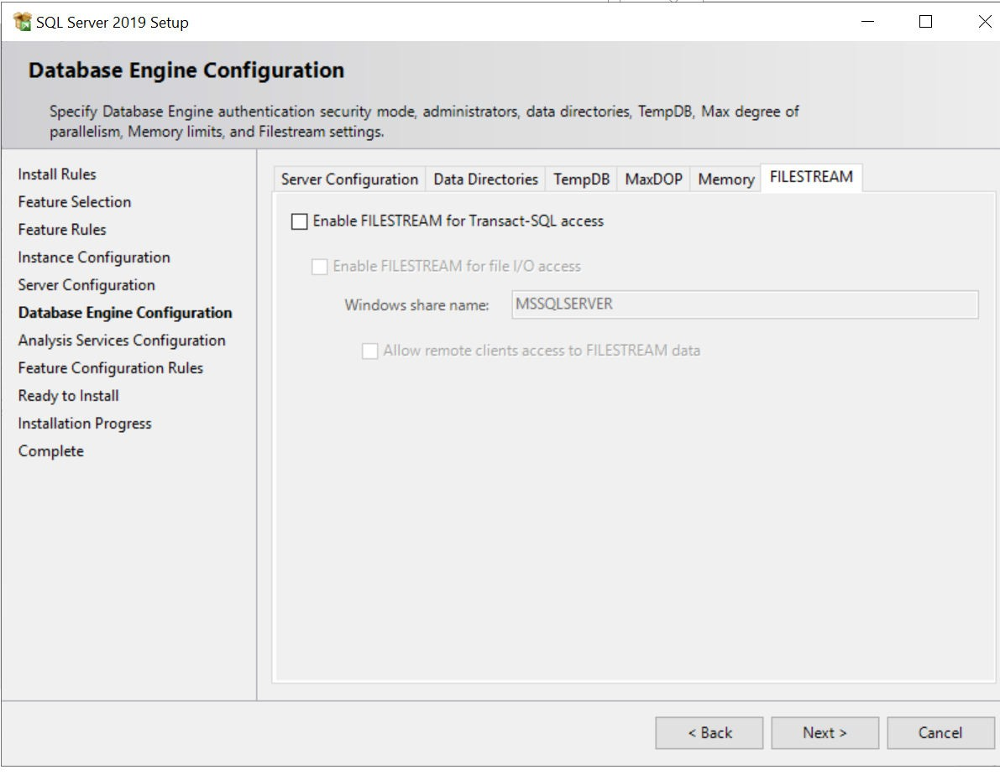 SQL Server 2019 Setup
Database Engine Configuration
Specify Database Engine authentication security mode, administrators, data directories, TempDB, Max degree of
parallelism, Memory limits, and Filestream settings.
Install Rules
Feature Selection
Feature Rules
Instance Configuration
Server Configuration
Database Engine Configuration
Analysis Services Configuration
Feature Configuration Rules
Ready to Install
Installation Progress
Complete
Server Configuration Data Directories TempDB MaxDOP Memory FILESTREAM
Enable FILESTREAM for Transact-SQL access
Enable FILESTREAM for file I/O access
Windows share name: MSSQLSERVER
Allow remote clients access to FILESTREAM data
< Back Next > Cancel